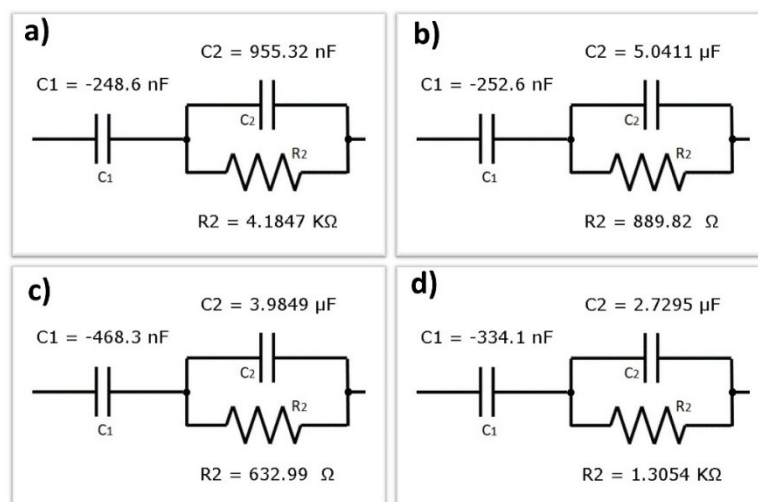 a)
C2 = 955.32 nF
C1 = -248.6 nF
C2
R2
C1
R2 = 4.1847 KΩ
b)
C2 = 5.0411 µF
C1 = -252.6 nF
C2
R2
C1
R2 = 889.82 Ω
c)
C2 = 3.9849 µF
C1 = -468.3 nF
C2
R2
C1
R2 = 632.99 Ω
d)
C2 = 2.7295 µF
C1 = -334.1 nF
C2
R2
C1
R2 = 1.3054 KΩ